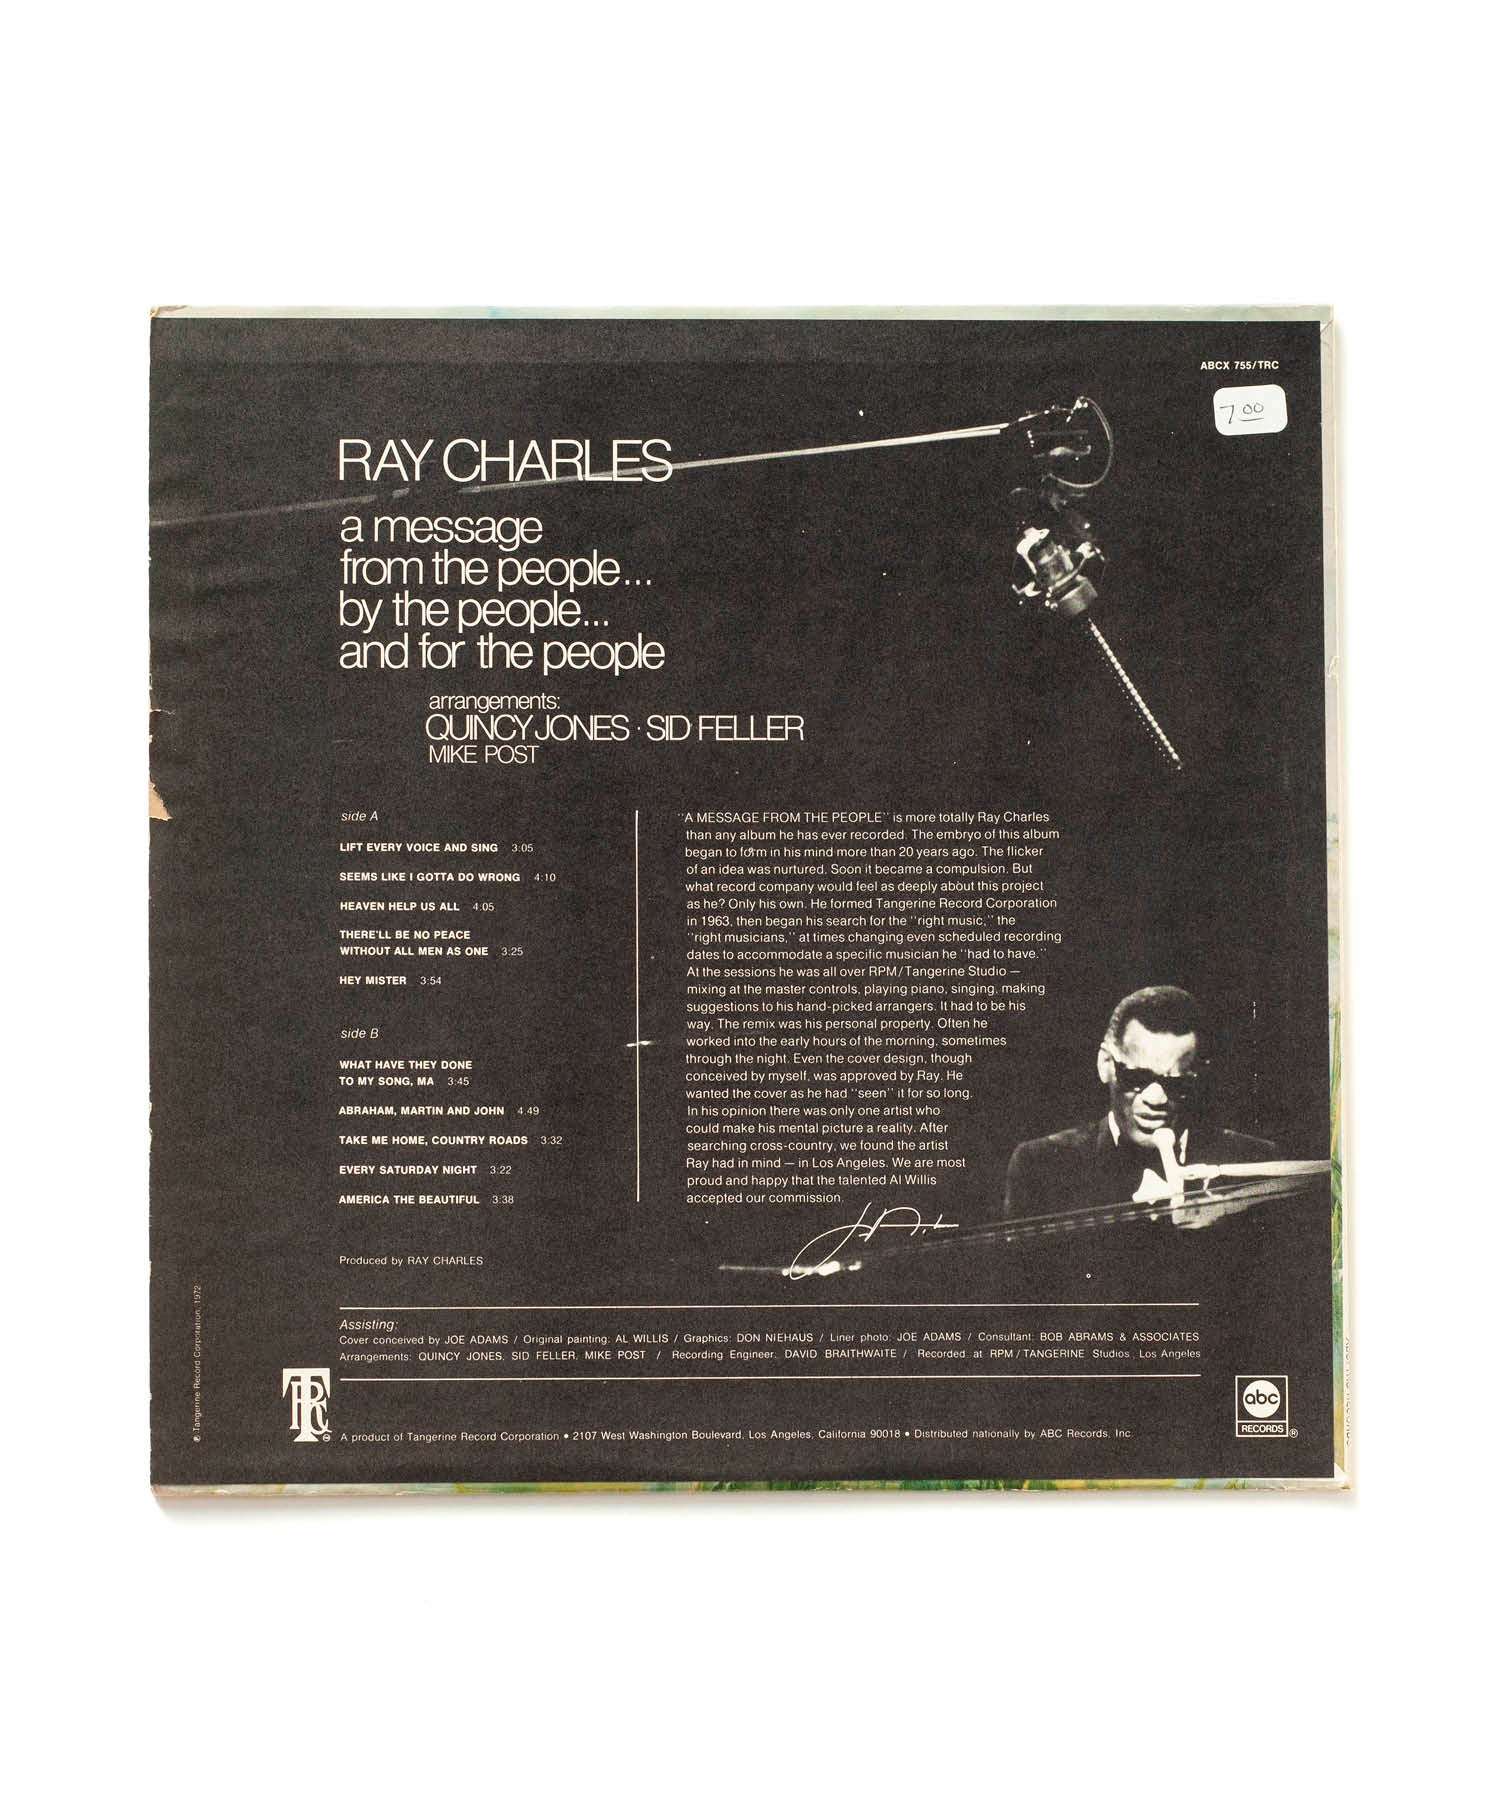 ABCX 755/TRC
7.00
RAY CHARLES
a message
from the people...
by the people...
and for the people
arrangements:
QUINCY JONES · SID FELLER
MIKE POST
side A
LIFT EVERY VOICE AND SING 3:05
SEEMS LIKE I GOTTA DO WRONG 4:10
HEAVEN HELP US ALL 4:05
THERE'LL BE NO PEACE
WITHOUT ALL MEN AS ONE 3:25
HEY MISTER 3:54
side B
WHAT HAVE THEY DONE
TO MY SONG, MA 3:45
ABRAHAM, MARTIN AND JOHN 4:49
TAKE ME HOME, COUNTRY ROADS 3:32
EVERY SATURDAY NIGHT 3:22
AMERICA THE BEAUTIFUL 3:38
Produced by RAY CHARLES
"A MESSAGE FROM THE PEOPLE" is more totally Ray Charles
than any album he has ever recorded. The embryo of this album
began to form in his mind more than 20 years ago. The flicker
of an idea was nurtured. Soon it became a compulsion. But
what record company would feel as deeply about this project
as he? Only his own. He formed Tangerine Record Corporation
in 1963, then began his search for the "right music," the
"right musicians," at times changing even scheduled recording
dates to accommodate a specific musician he "had to have."
At the sessions he was all over RPM/Tangerine Studio —
mixing at the master controls, playing piano, singing, making
suggestions to his hand-picked arrangers. It had to be his
way. The remix was his personal property. Often he
worked into the early hours of the morning, sometimes
through the night. Even the cover design, though
conceived by myself, was approved by Ray. He
wanted the cover as he had "seen" it for so long.
In his opinion there was only one artist who
could make his mental picture a reality. After
searching cross-country, we found the artist
Ray had in mind — in Los Angeles. We are most
proud and happy that the talented Al Willis
accepted our commission.
Assisting:
Cover conceived by JOE ADAMS / Original painting: AL WILLIS / Graphics: DON NIEHAUS / Liner photo: JOE ADAMS / Consultant: BOB ABRAMS & ASSOCIATES
Arrangements: QUINCY JONES, SID FELLER, MIKE POST / Recording Engineer: DAVID BRAITHWAITE / Recorded at RPM/TANGERINE Studios, Los Angeles
TRC
A product of Tangerine Record Corporation • 2107 West Washington Boulevard, Los Angeles, California 90018 • Distributed nationally by ABC Records, Inc.
abc
RECORDS ®
℗ Tangerine Record Corporation, 1972